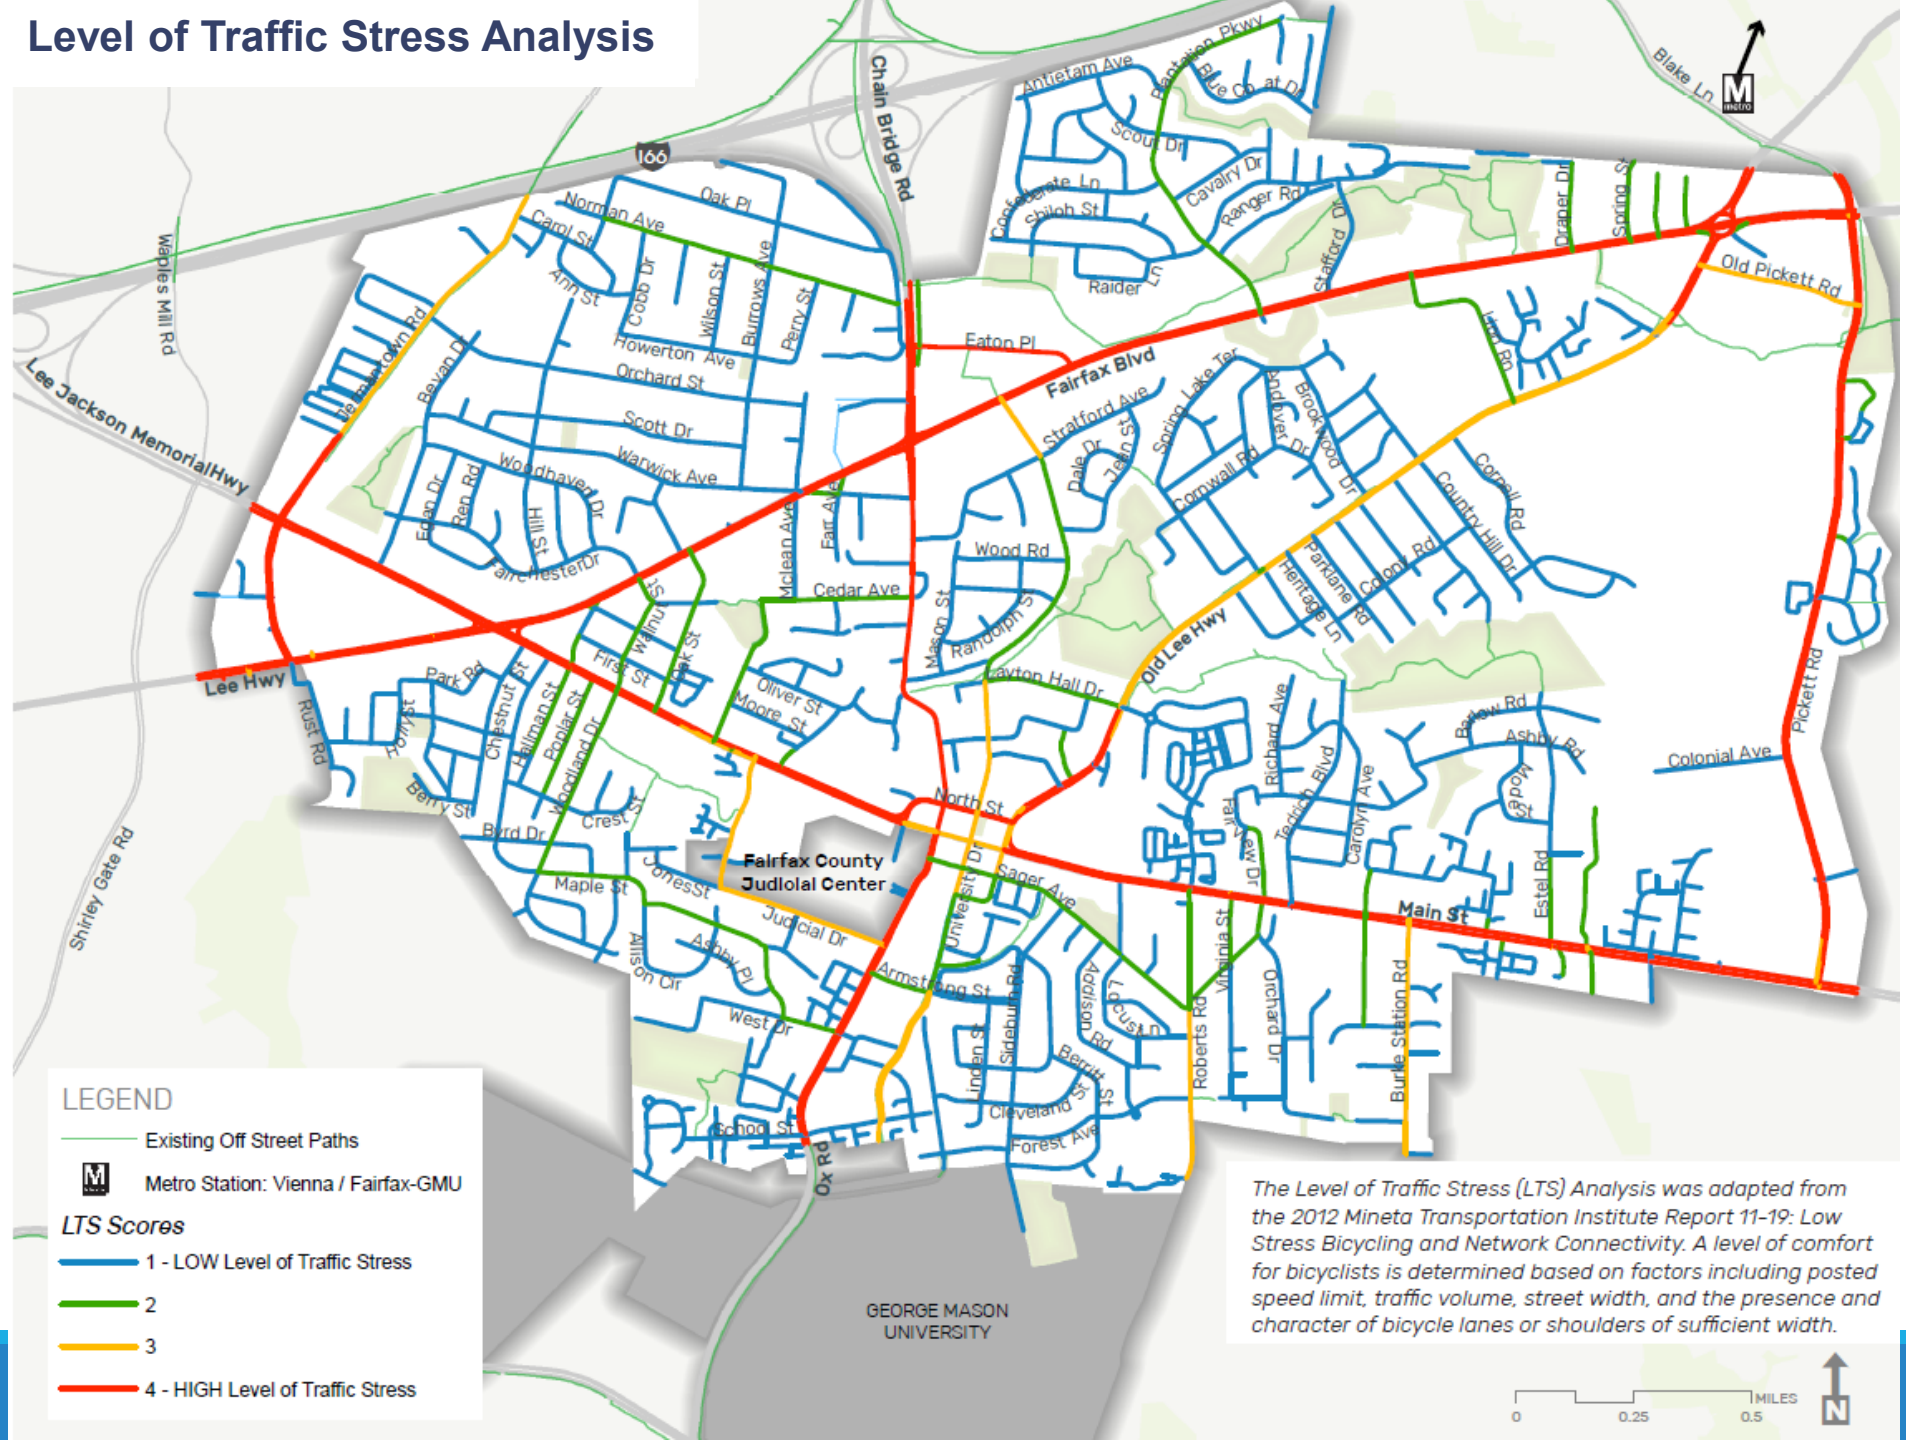 Level of Traffic Stress Analysis
Blake Ln
M
metro
Plantation Pkwy
Antietam Ave
Chain Bridge Rd
Scout Dr
I66
Cavalry Dr
Confederate Ln
Ranger Rd
Shiloh St
Draper Dr
Spring St
Oak Pl
Norman Ave
Carol St
Stafford Dr
Waples Mill Rd
Ann St
Cobb Dr
Wilson St
Burrows Ave
Perry St
Raider Ln
Old Pickett Rd
Eaton Pl
Howerton Ave
Fairfax Blvd
Lee Jackson Memorial Hwy
Bevan Dr
Orchard St
Stratford Ave
Spring Lake Ter
Andover Dr
Brookwood Dr
Scott Dr
Warwick Ave
Woodhaven Dr
Dale Dr
Jean St
Cornwall Rd
Cornell Rd
Country Hill Dr
Egan Dr
Ren Rd
Hill St
Mclean Ave
Farr Ave
Wood Rd
Colony Rd
Parklane Rd
Heritage Ln
Cedar Ave
Walnut St
Mason St
Randolph St
Old Lee Hwy
First St
Oak St
Layton Hall Dr
Lee Hwy
Park Rd
Oliver St
Moore St
Pickett Rd
Rust Rd
Holly St
Chestnut St
Hallman St
Poplar St
Woodland Dr
Richard Ave
Barlow Rd
Ashby Rd
Colonial Ave
Berry St
Crest St
Byrd Dr
North St
Tedrich Blvd
Carolyn Ave
Shirley Gate Rd
Maple St
Jones St
Fairfax County
Judiolal Center
University Dr
Sager Ave
Estel Rd
Main St
Judicial Dr
Allison Cir
Ashby Pl
Armstrong St
Virginia St
Addison Rd
Locust Ln
Orchard Dr
West Dr
Linden St
Sideburn Rd
Roberts Rd
Burke Station Rd
Berritt St
Cleveland St
School St
Forest Ave
Ox Rd
LEGEND
Existing Off Street Paths
M
Metro Station: Vienna / Fairfax-GMU
LTS Scores
1 - LOW Level of Traffic Stress
2
3
4 - HIGH Level of Traffic Stress
GEORGE MASON
UNIVERSITY
The Level of Traffic Stress (LTS) Analysis was adapted from
the 2012 Mineta Transportation Institute Report 11-19: Low
Stress Bicycling and Network Connectivity. A level of comfort
for bicyclists is determined based on factors including posted
speed limit, traffic volume, street width, and the presence and
character of bicycle lanes or shoulders of sufficient width.
MILES
0 0.25 0.5
N